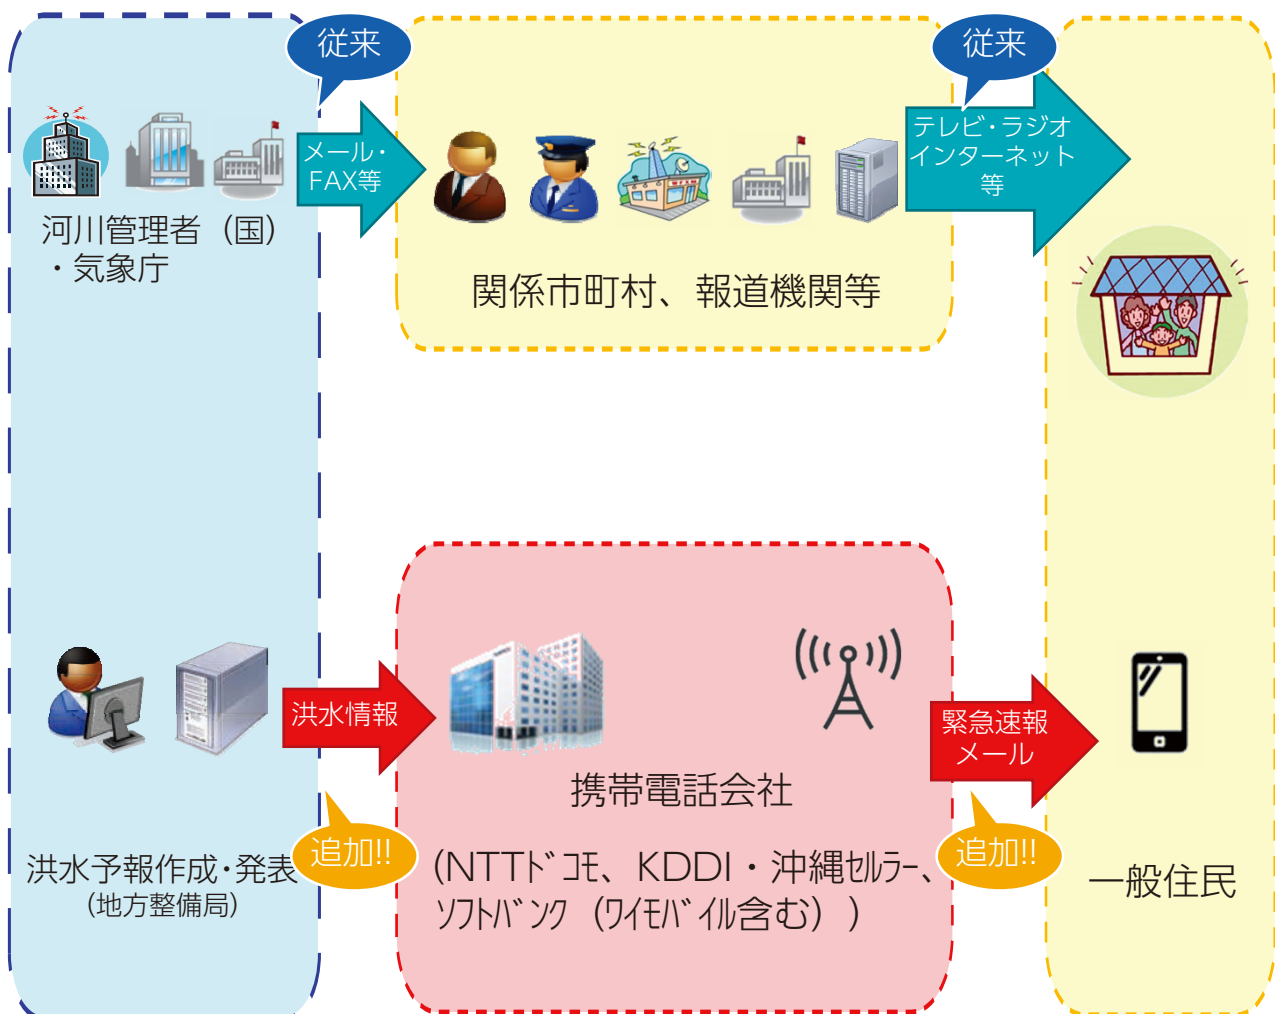 従来
従来
メール・
FAX等
テレビ・ラジオ
インターネット
等
河川管理者（国）
・気象庁
関係市町村、報道機関等
洪水情報
緊急速報
メール
携帯電話会社
追加!!
追加!!
洪水予報作成・発表
(地方整備局)
(NTTﾄﾞｺﾓ、KDDI・沖縄ｾﾙﾗｰ、
ｿﾌﾄﾊﾞﾝｸ（ﾜｲﾓﾊﾞｲﾙ含む））
一般住民